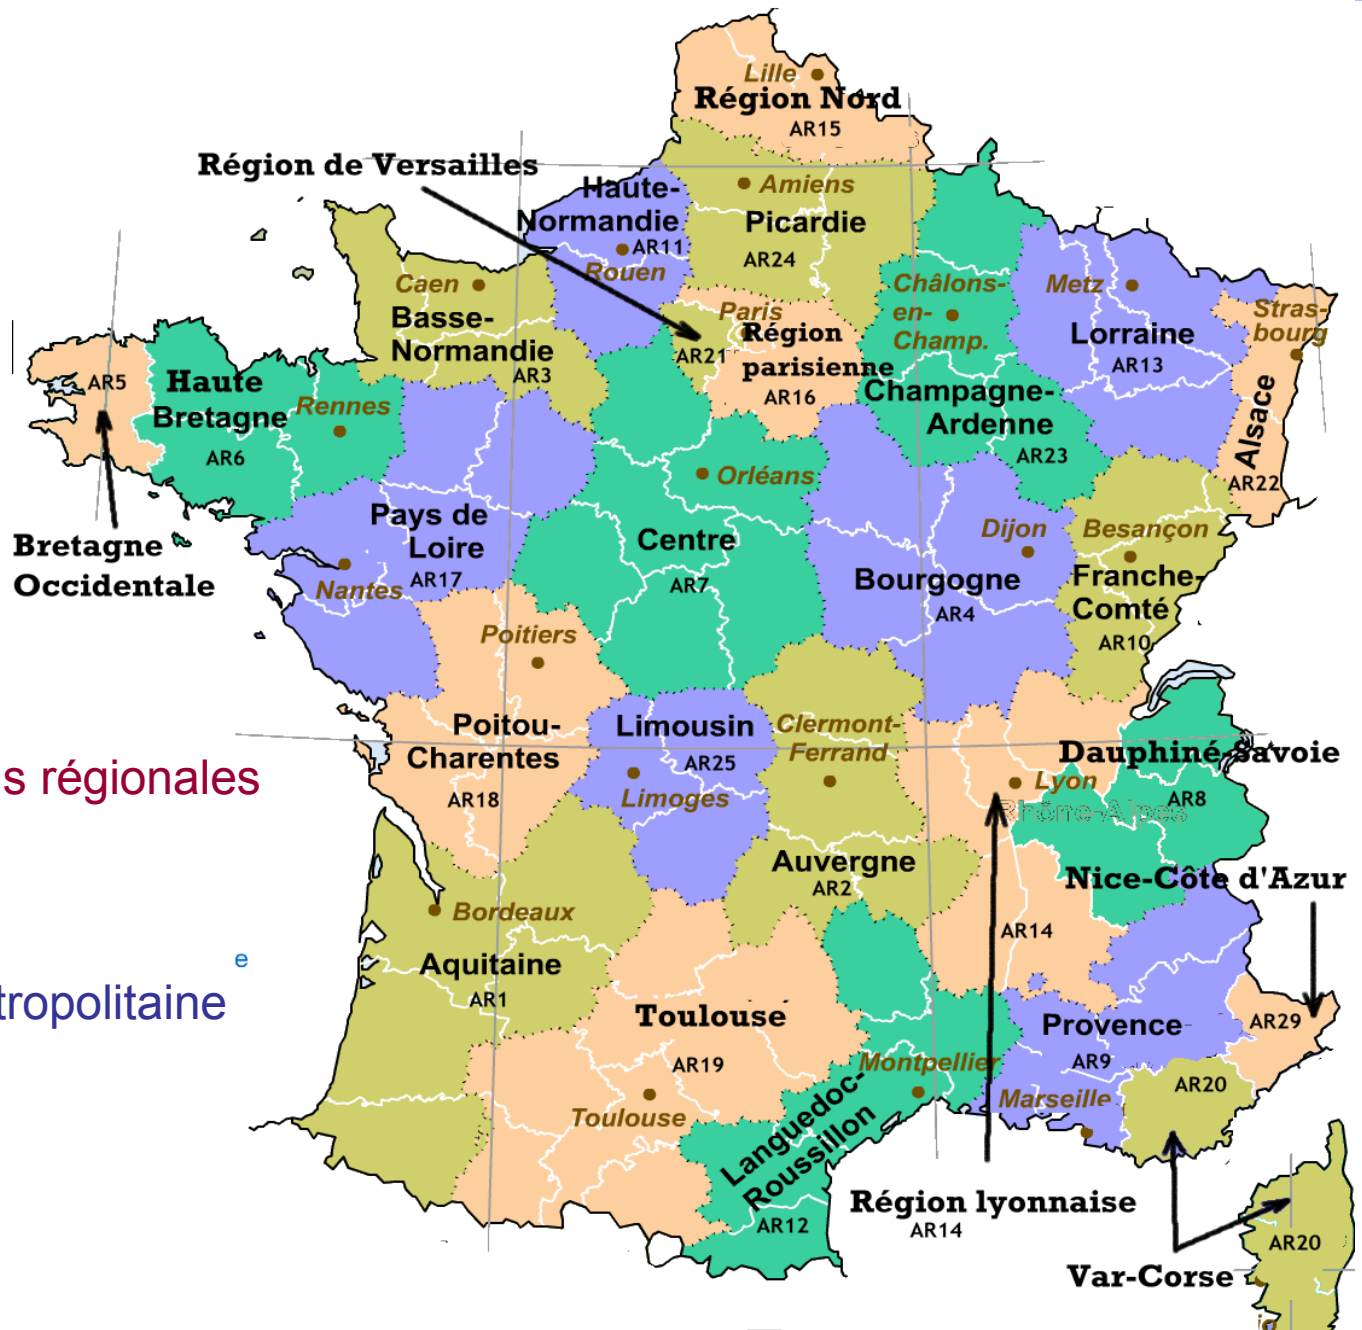 Lille
Région Nord
AR15
Région de Versailles
Haute-
Normandie
AR11
Rouen
Amiens
Picardie
AR24
Caen
Basse-
Normandie
AR3
Paris
Région
parisienne
AR21
AR16
Châlons-
en-
Champ.
Champagne-
Ardenne
AR23
Metz
Lorraine
AR13
Stras-
bourg
Alsace
AR22
AR5
Haute
Bretagne
AR6
Rennes
Bretagne
Occidentale
Pays de
Loire
AR17
Nantes
Orléans
Centre
AR7
Dijon
Bourgogne
AR4
Besançon
Franche-
Comté
AR10
Poitiers
Poitou-
Charentes
AR18
Limousin
AR25
Limoges
Clermont-
Ferrand
Auvergne
AR2
Dauphiné-Savoie
AR8
Lyon
Rhône-Alpes
s régionales
Nice-Côte d'Azur
Bordeaux
Aquitaine
AR1
AR14
e
tropolitaine
Toulouse
AR19
Toulouse
Provence
AR9
Marseille
AR29
AR20
Montpellier
Languedoc-
Roussillon
AR12
Région lyonnaise
AR14
Var-Corse
AR20